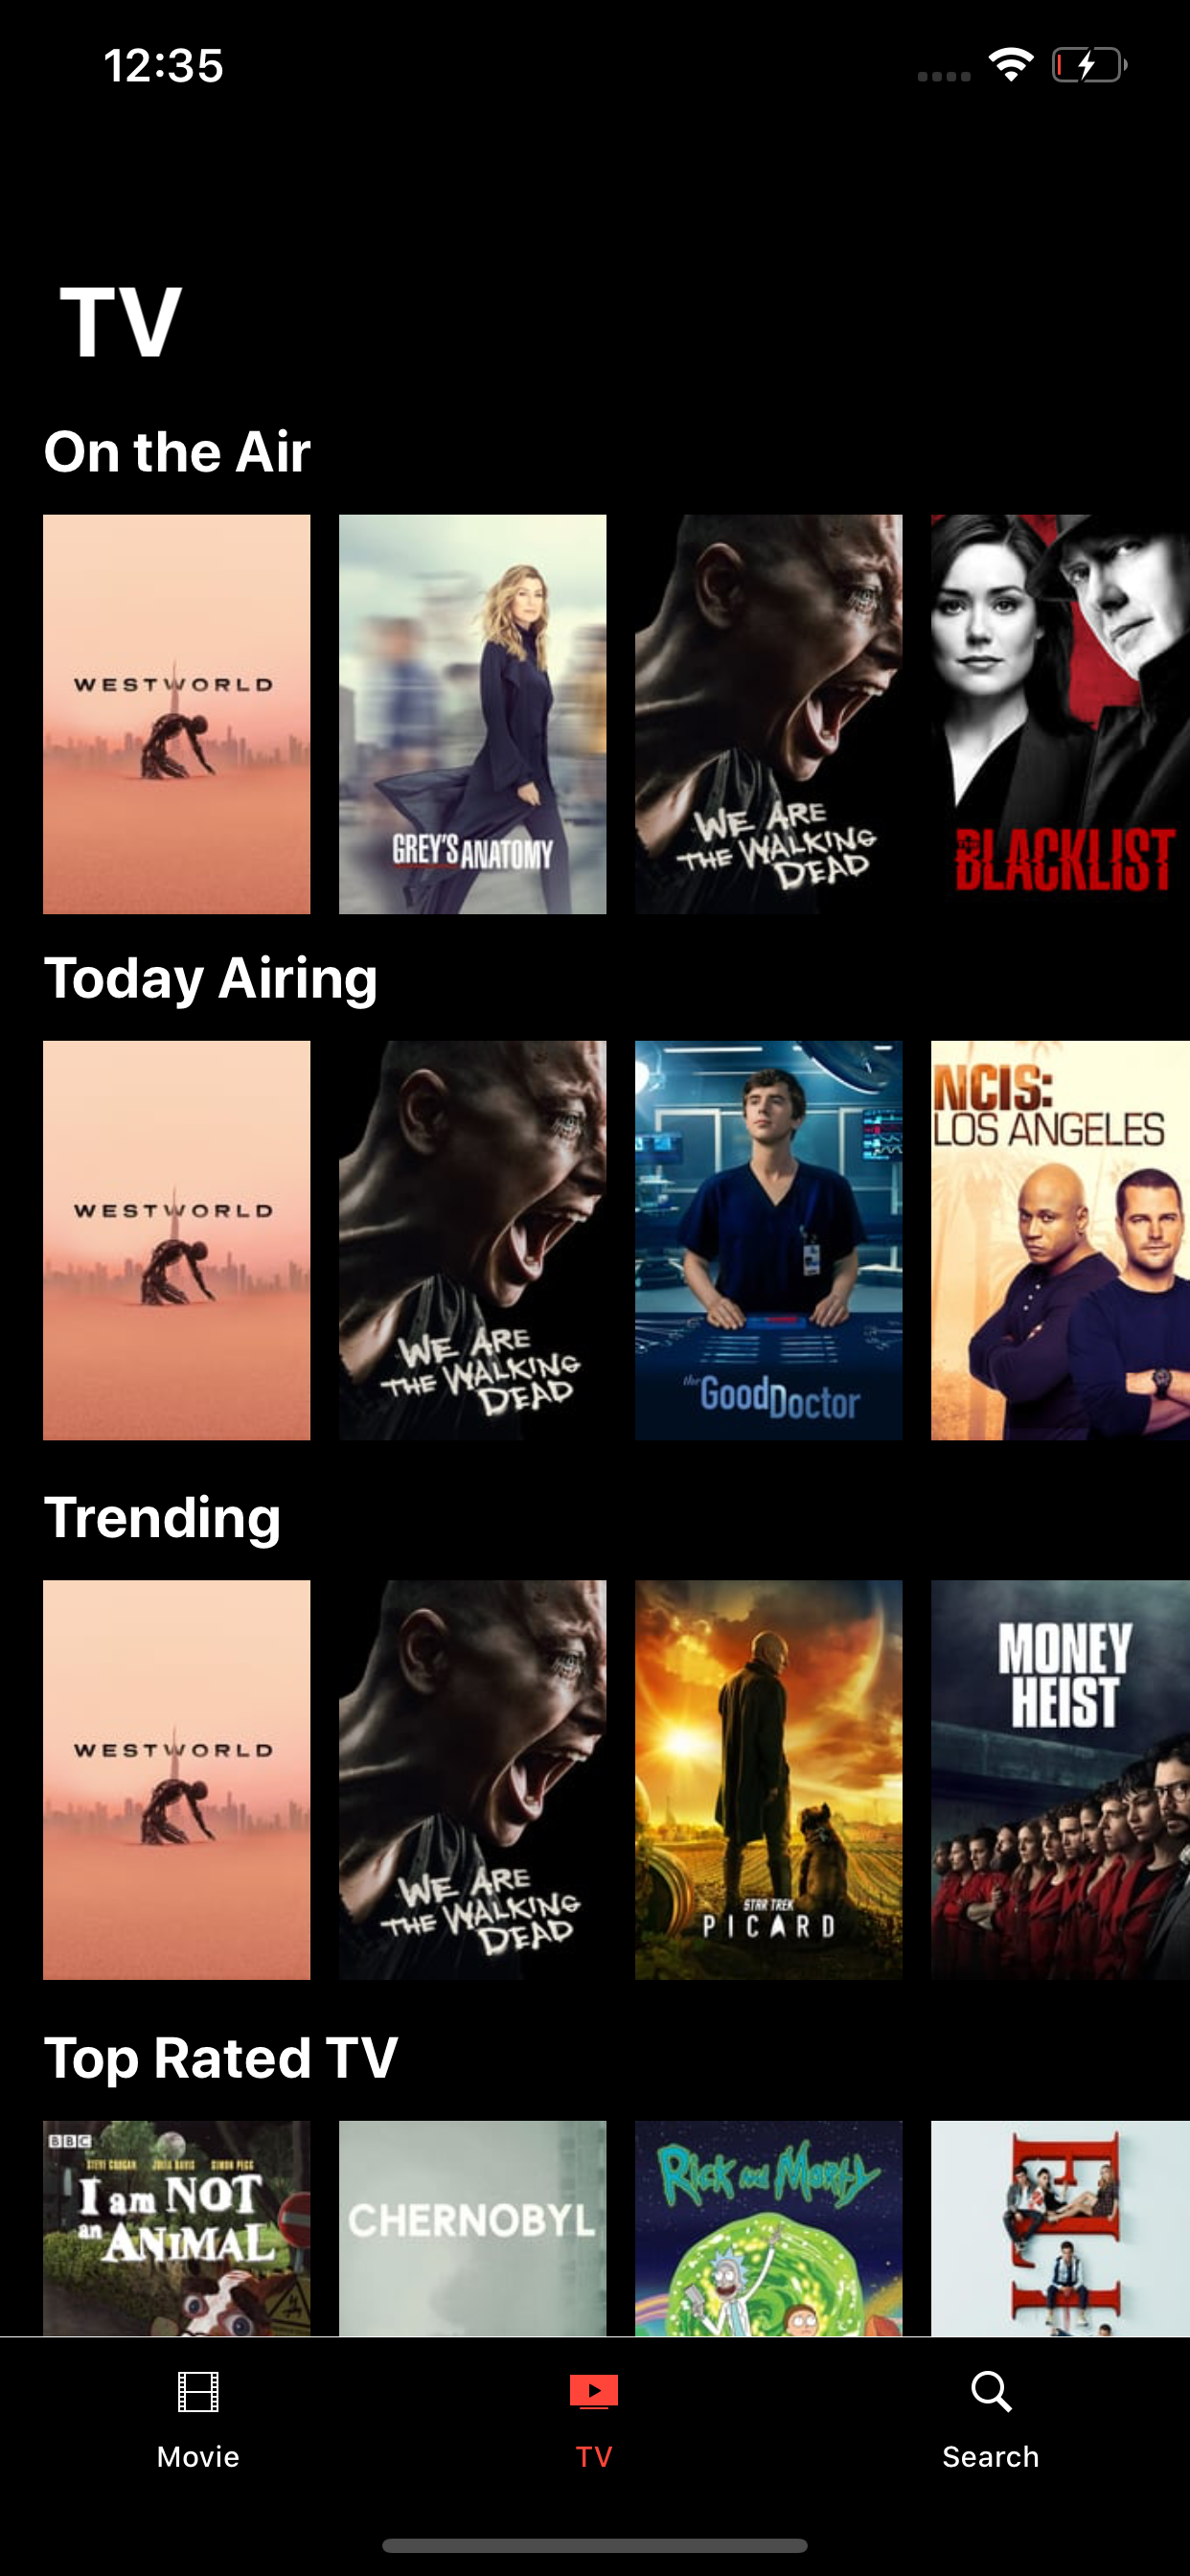 12:35
TV
On the Air
WESTWORLD
GREY'S ANATOMY
WE ARE
THE WALKING
DEAD
BLACKLIST
Today Airing
WESTWORLD
WE ARE
THE WALKING
DEAD
the Good Doctor
NCIS:
LOS ANGELES
Trending
WESTWORLD
WE ARE
THE WALKING
DEAD
STAR TREK
PICARD
MONEY
HEIST
Top Rated TV
BBC
STEVE COOGAN JULIA DAVIS SIMON PEGG
I am NOT
an ANIMAL
CHERNOBYL
Rick and Morty
Movie
TV
Search